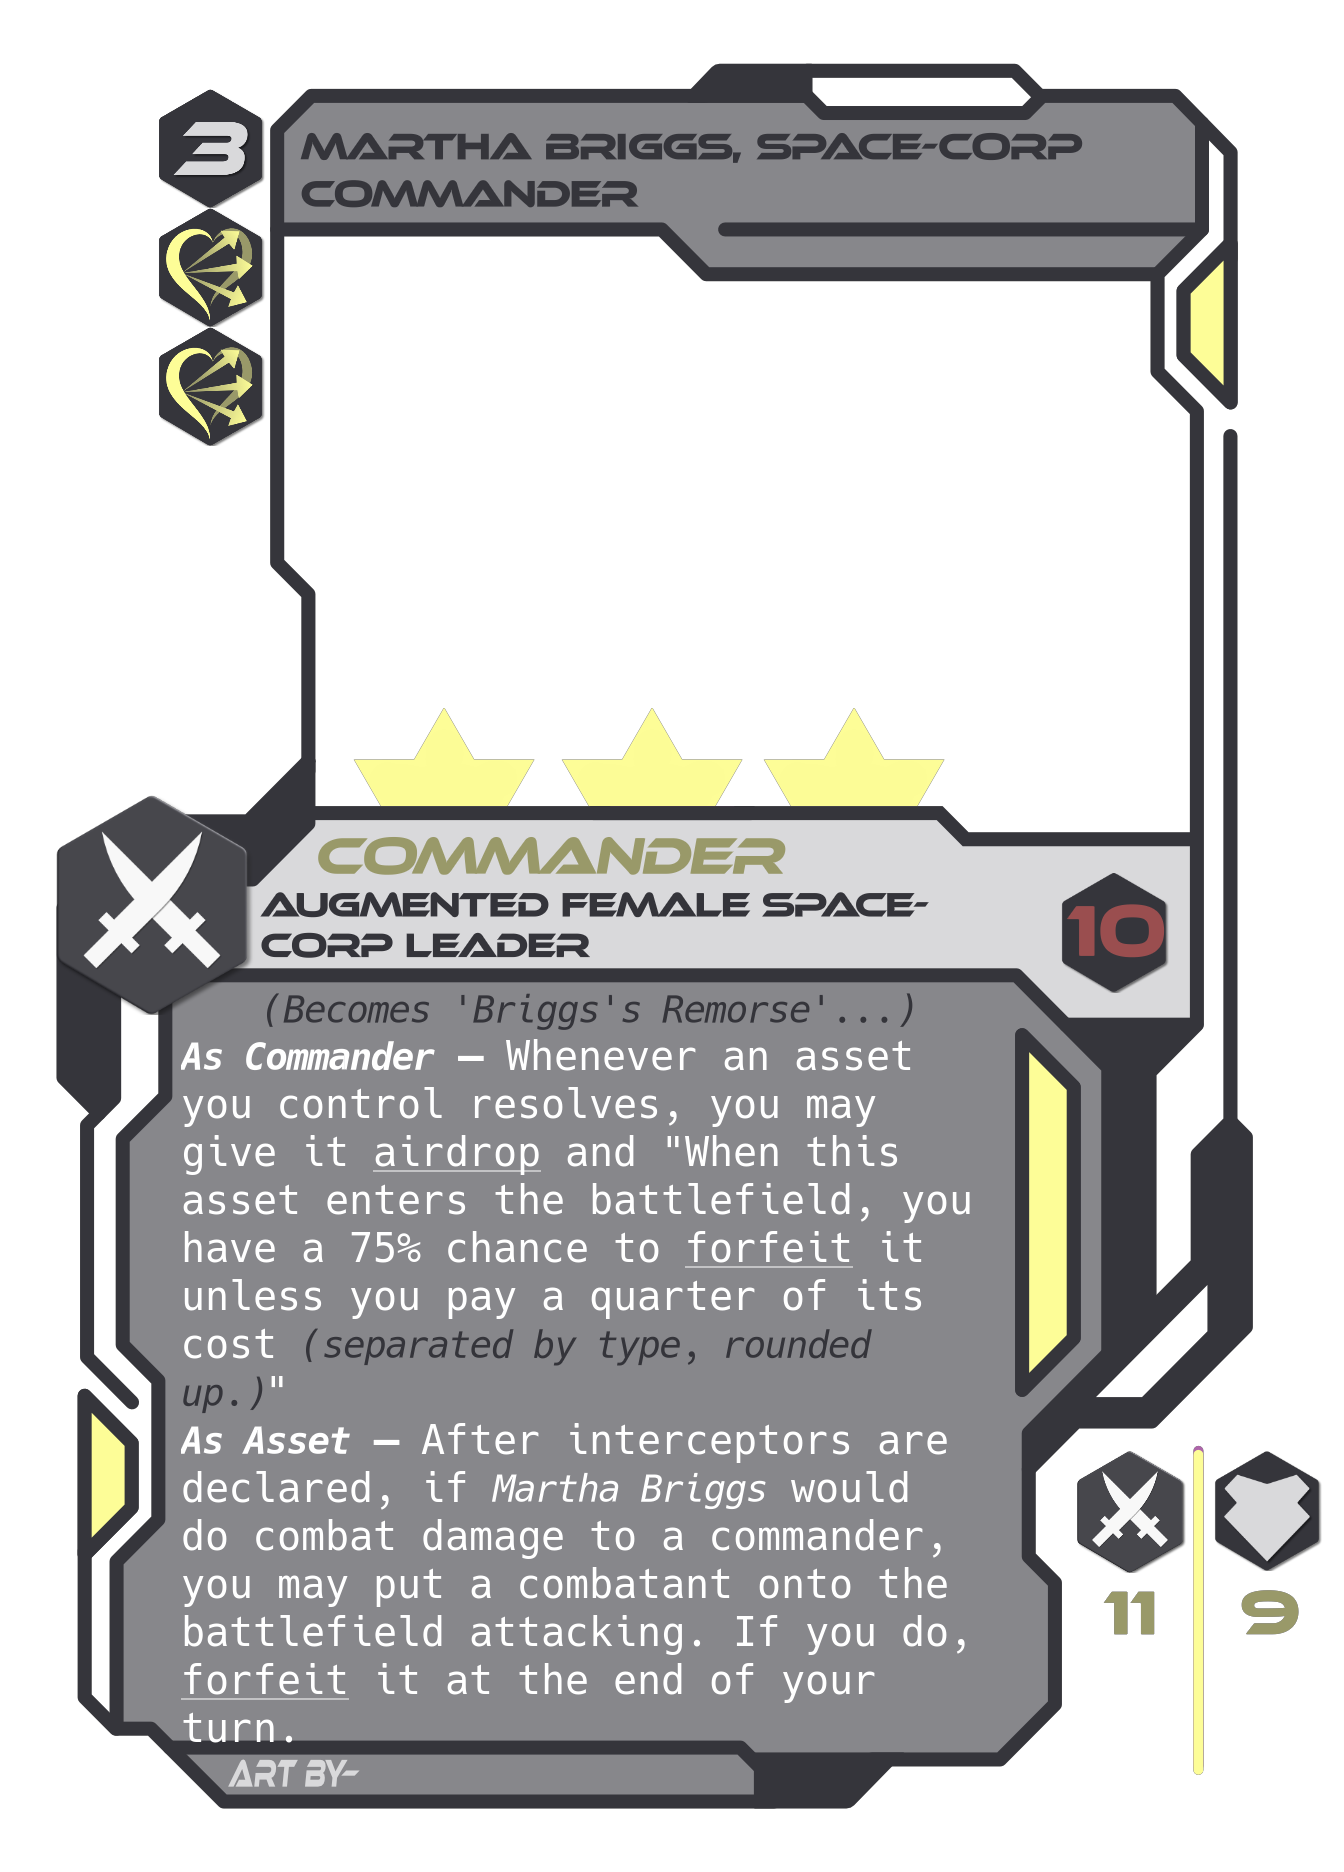 3
MARTHA BRIGGS, SPACE-CORP
COMMANDER
COMMANDER
AUGMENTED FEMALE SPACE-
CORP LEADER
10
(Becomes 'Briggs's Remorse'...)
As Commander — Whenever an asset
you control resolves, you may
give it airdrop and "When this
asset enters the battlefield, you
have a 75% chance to forfeit it
unless you pay a quarter of its
cost (separated by type, rounded
up.)"
As Asset — After interceptors are
declared, if Martha Briggs would
do combat damage to a commander,
you may put a combatant onto the
battlefield attacking. If you do,
forfeit it at the end of your
turn.
11
9
ART BY-